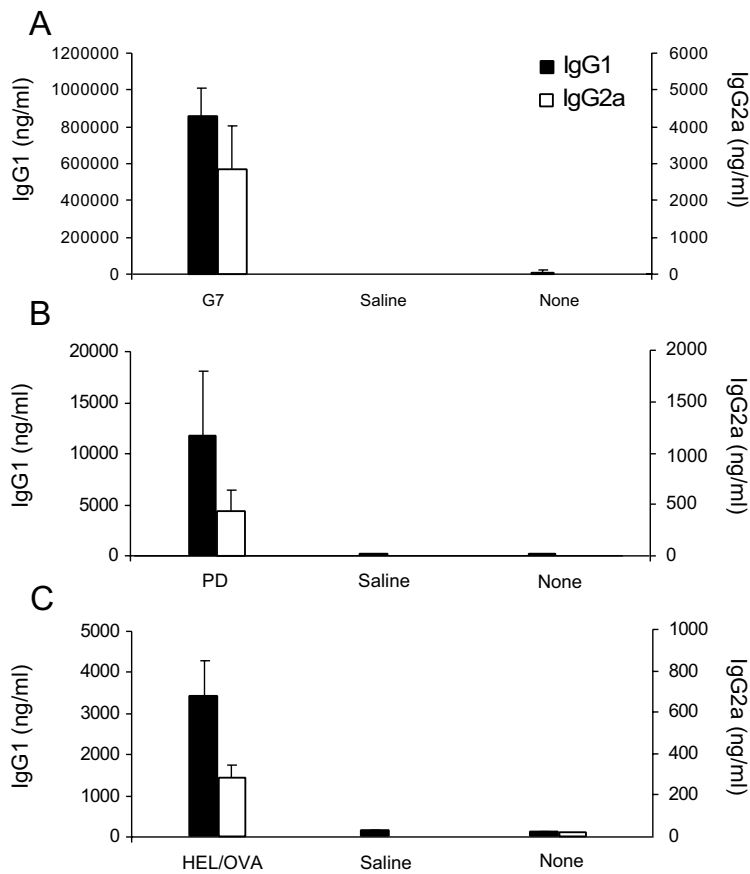 A
1200000
1000000
800000
600000
400000
200000
0
IgG1 (ng/ml)
6000
5000
4000
3000
2000
1000
0
IgG2a (ng/ml)
IgG1
IgG2a
G7 Saline None
B
20000
15000
10000
5000
0
IgG1 (ng/ml)
2000
1500
1000
500
0
IgG2a (ng/ml)
PD Saline None
C
5000
4000
3000
2000
1000
0
IgG1 (ng/ml)
1000
800
600
400
200
0
IgG2a (ng/ml)
HEL/OVA Saline None